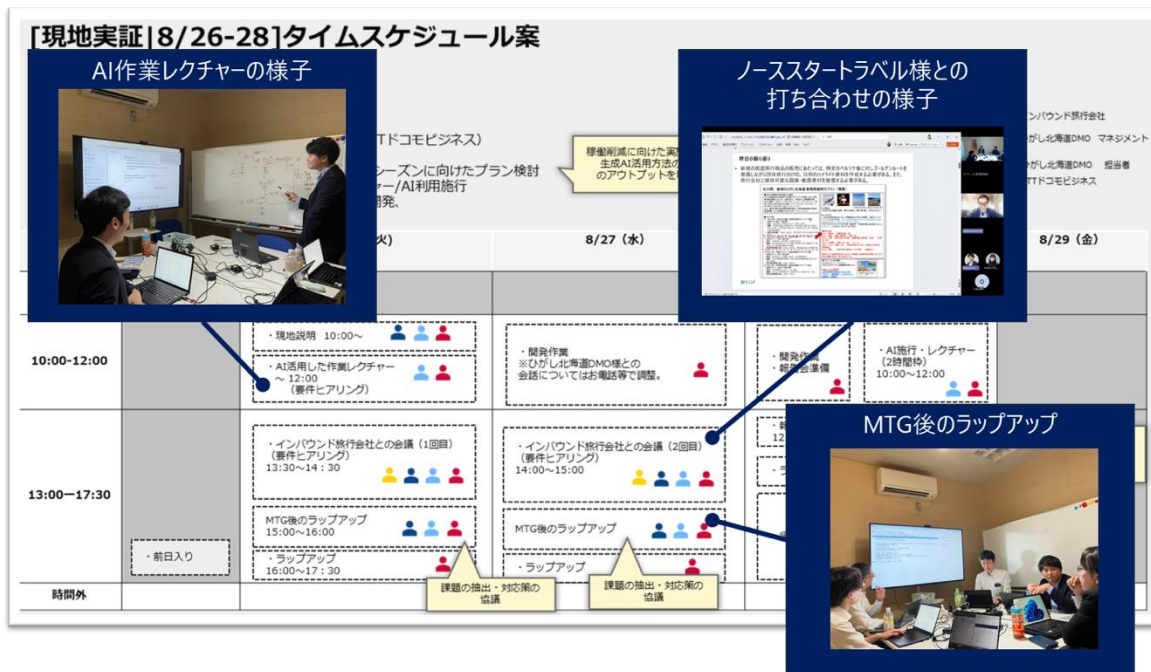 [現地実証|8/26-28]タイムスケジュール案
AI作業レクチャーの様子
ノーススタートラベル様との
打ち合わせの様子
TTドコモビジネス）
シーズンに向けたプラン検討
チャー/AI利用施行
開発、
稼働削減に向けた実
生成AI活用方法の
のアウトプットを
昨日の振り返り
インバウンド旅行会社
ひがし北海道DMO マネジメント
ひがし北海道DMO 担当者
TTドコモビジネス
火)
8/27（水）
8/29（金）
10:00-12:00
・現地説明 10:00～
・AI活用した作業レクチャー
～ 12:00
（要件ヒアリング）
・開発作業
※ひがし北海道DMO様との
会話についてはお電話等で調整。
・開発作業
・報告会準備
・AI施行・レクチャー
（2時間枠）
10:00～12:00
13:00ー17:30
・インバウンド旅行会社との会議（1回目）
（要件ヒアリング）
13:30～14：30
・インバウンド旅行会社との会議（2回目）
（要件ヒアリング）
14:00～15:00
MTG後のラップアップ
・前日入り
MTG後のラップアップ
15:00～16:00
MTG後のラップアップ
・ラップアップ
16:00～17：30
・ラップアップ
課題の抽出・対応策の
協議
課題の抽出・対応策の
協議
時間外